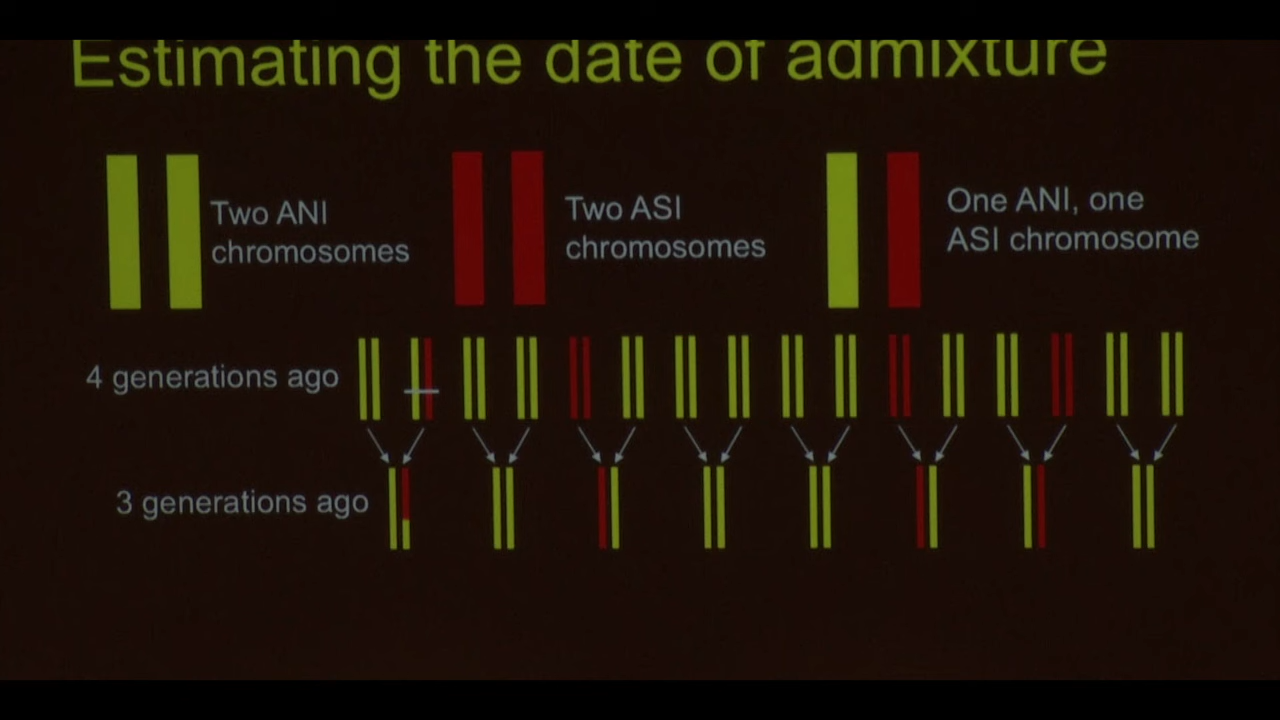 Estimating the date of admixture
Two ANI
chromosomes
Two ASI
chromosomes
One ANI, one
ASI chromosome
4 generations ago
3 generations ago